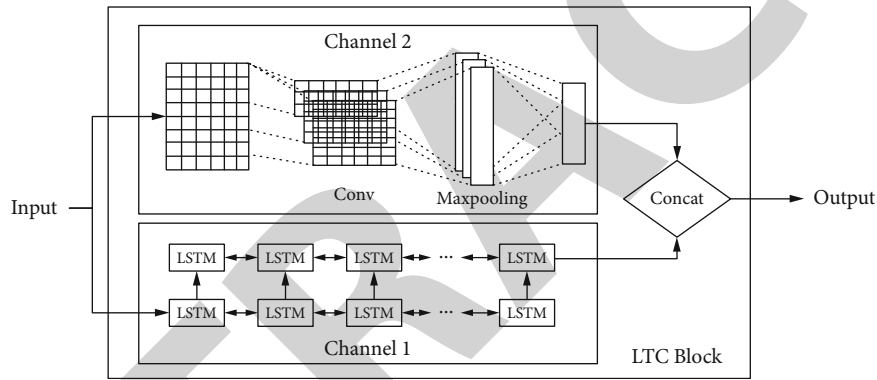 Channel 2
Conv
Maxpooling
Input
Concat
Output
LSTM LSTM LSTM ... LSTM
LSTM LSTM LSTM ... LSTM
Channel 1
LTC Block